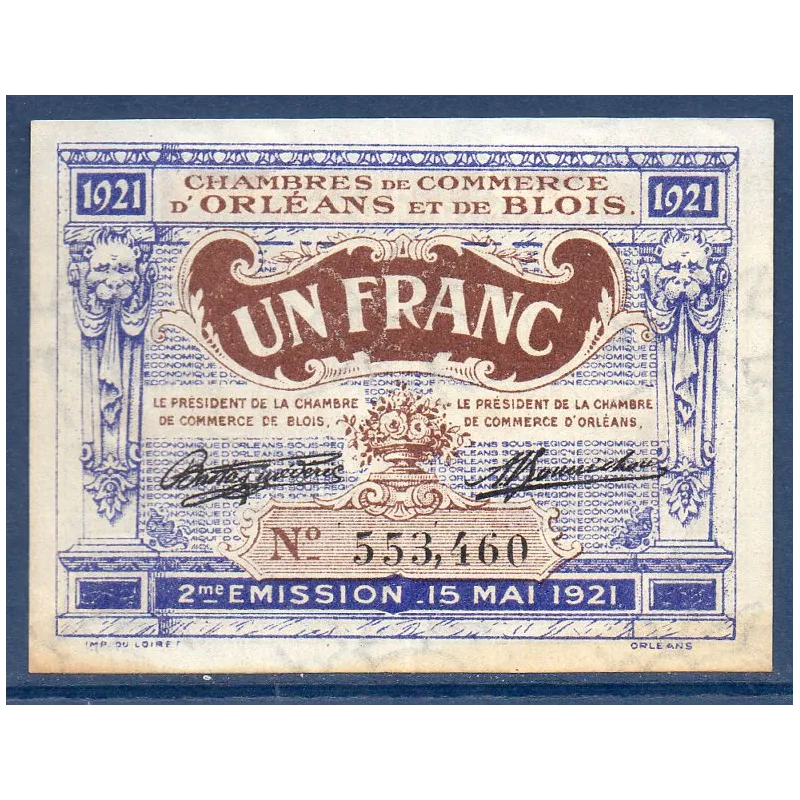 1921
CHAMBRES DE COMMERCE
D'ORLÉANS ET DE BLOIS.
1921
UN FRANC
LE PRÉSIDENT DE LA CHAMBRE
DE COMMERCE DE BLOIS,
LE PRÉSIDENT DE LA CHAMBRE
DE COMMERCE D'ORLÉANS,
No 553,460
2me EMISSION _15 MAI 1921
IMP. DU LOIRET
ORLEANS